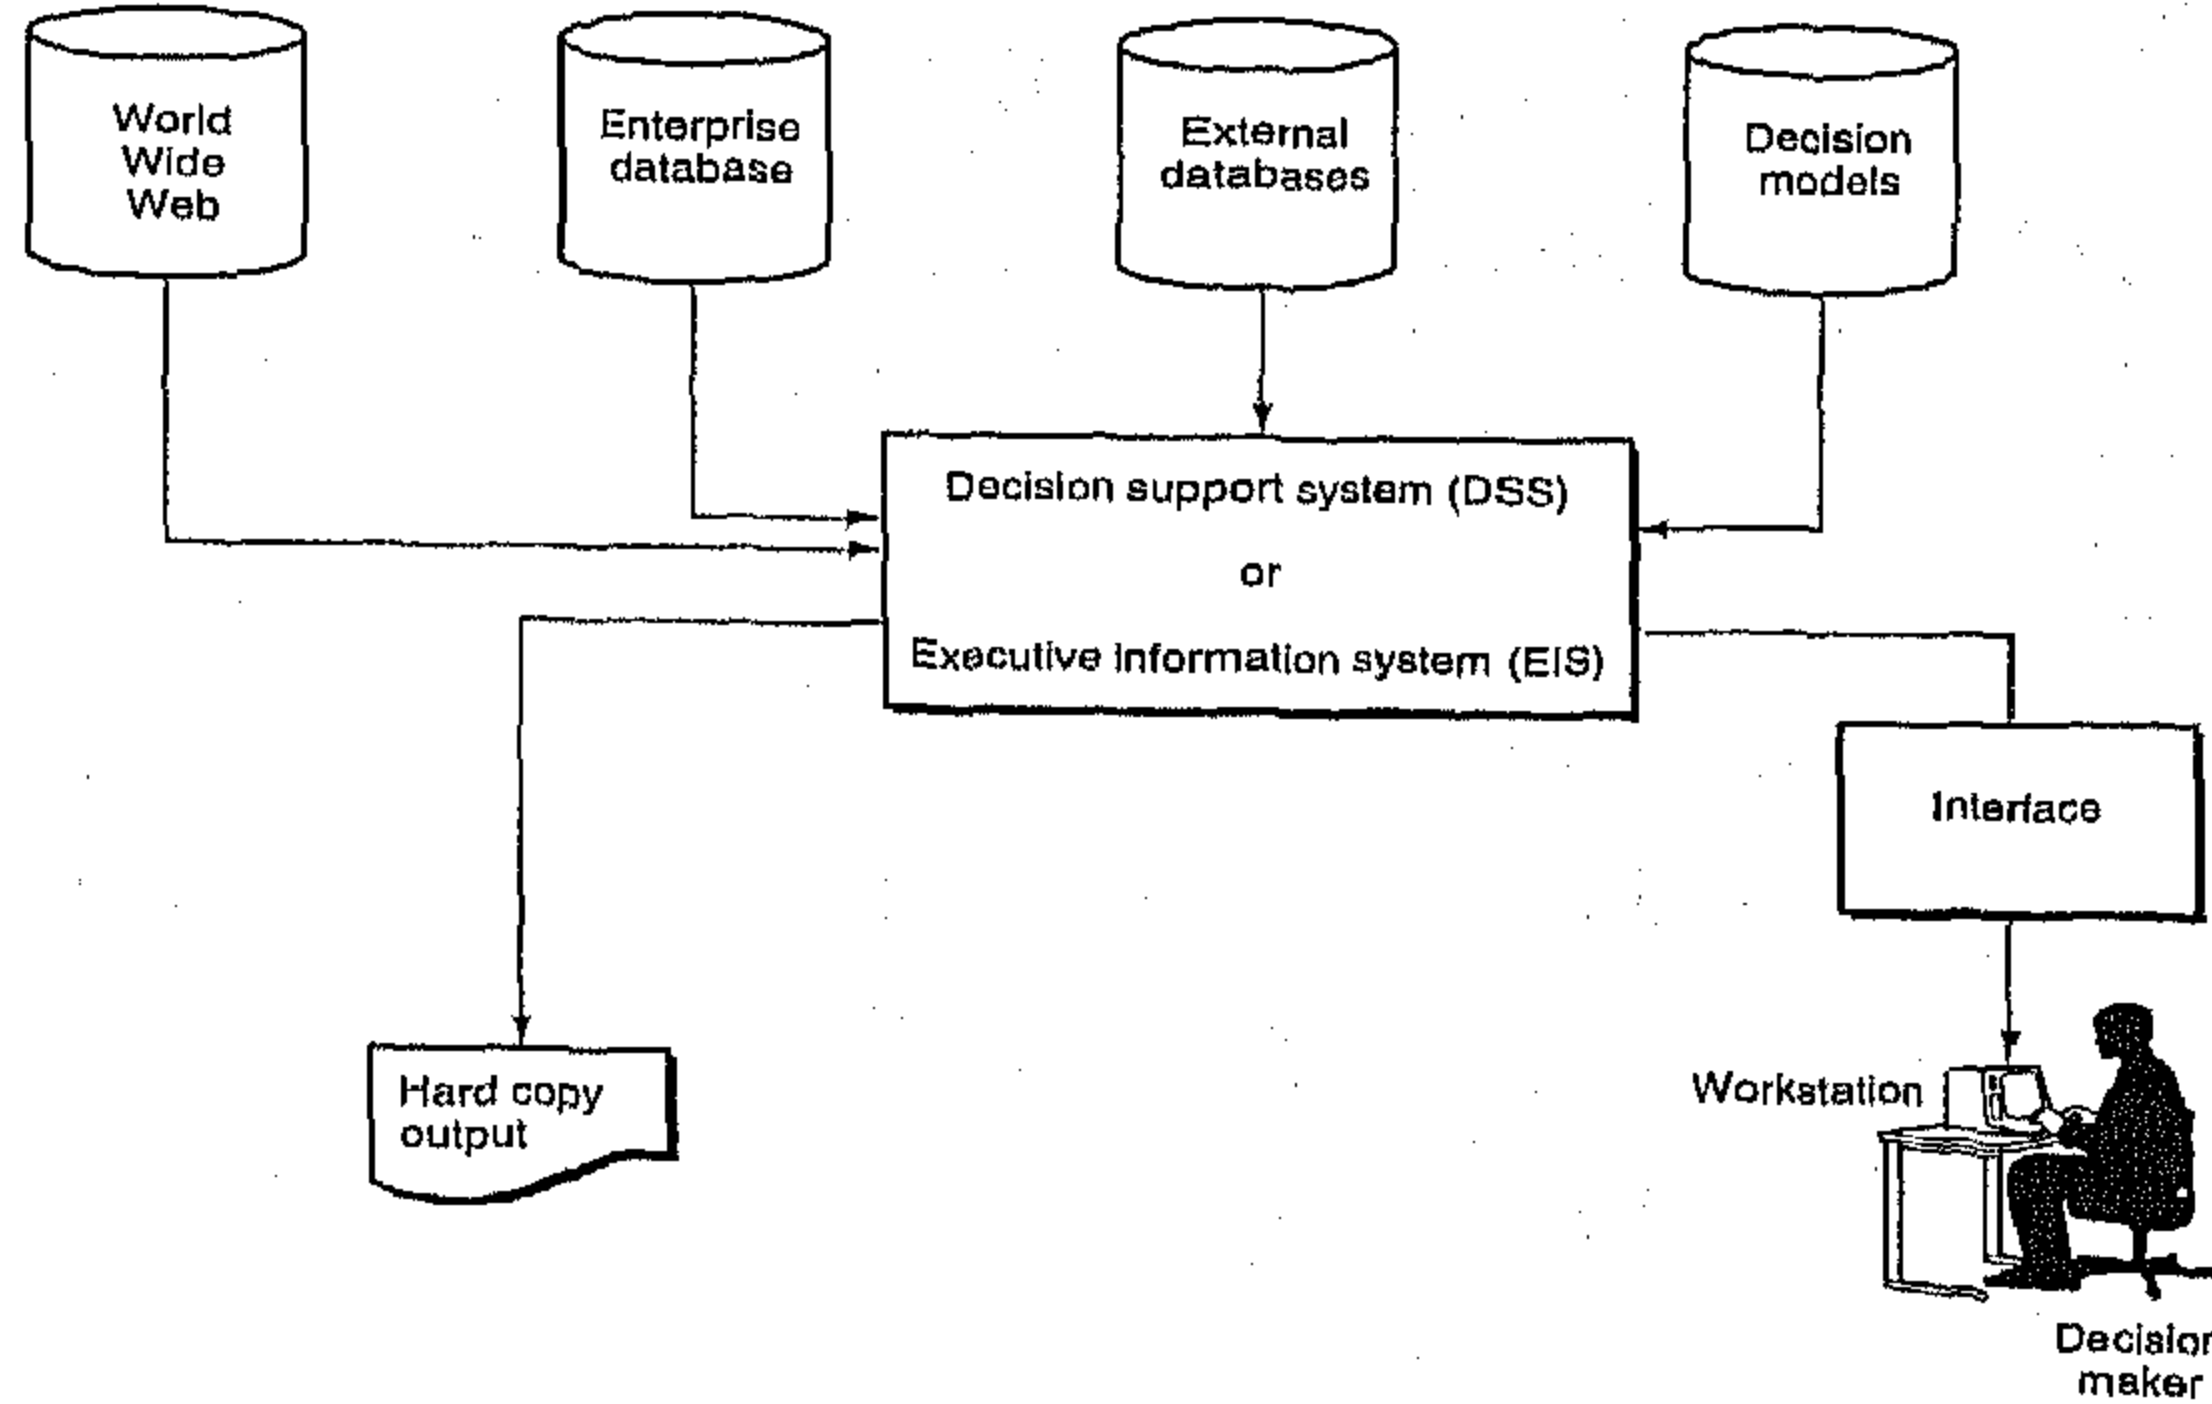 World
Wide
Web
Enterprise
database
External
databases
Decision
models
Decision support system (DSS)
or
Executive information system (EIS)
Interface
Hard copy
output
Workstation
Decision
maker